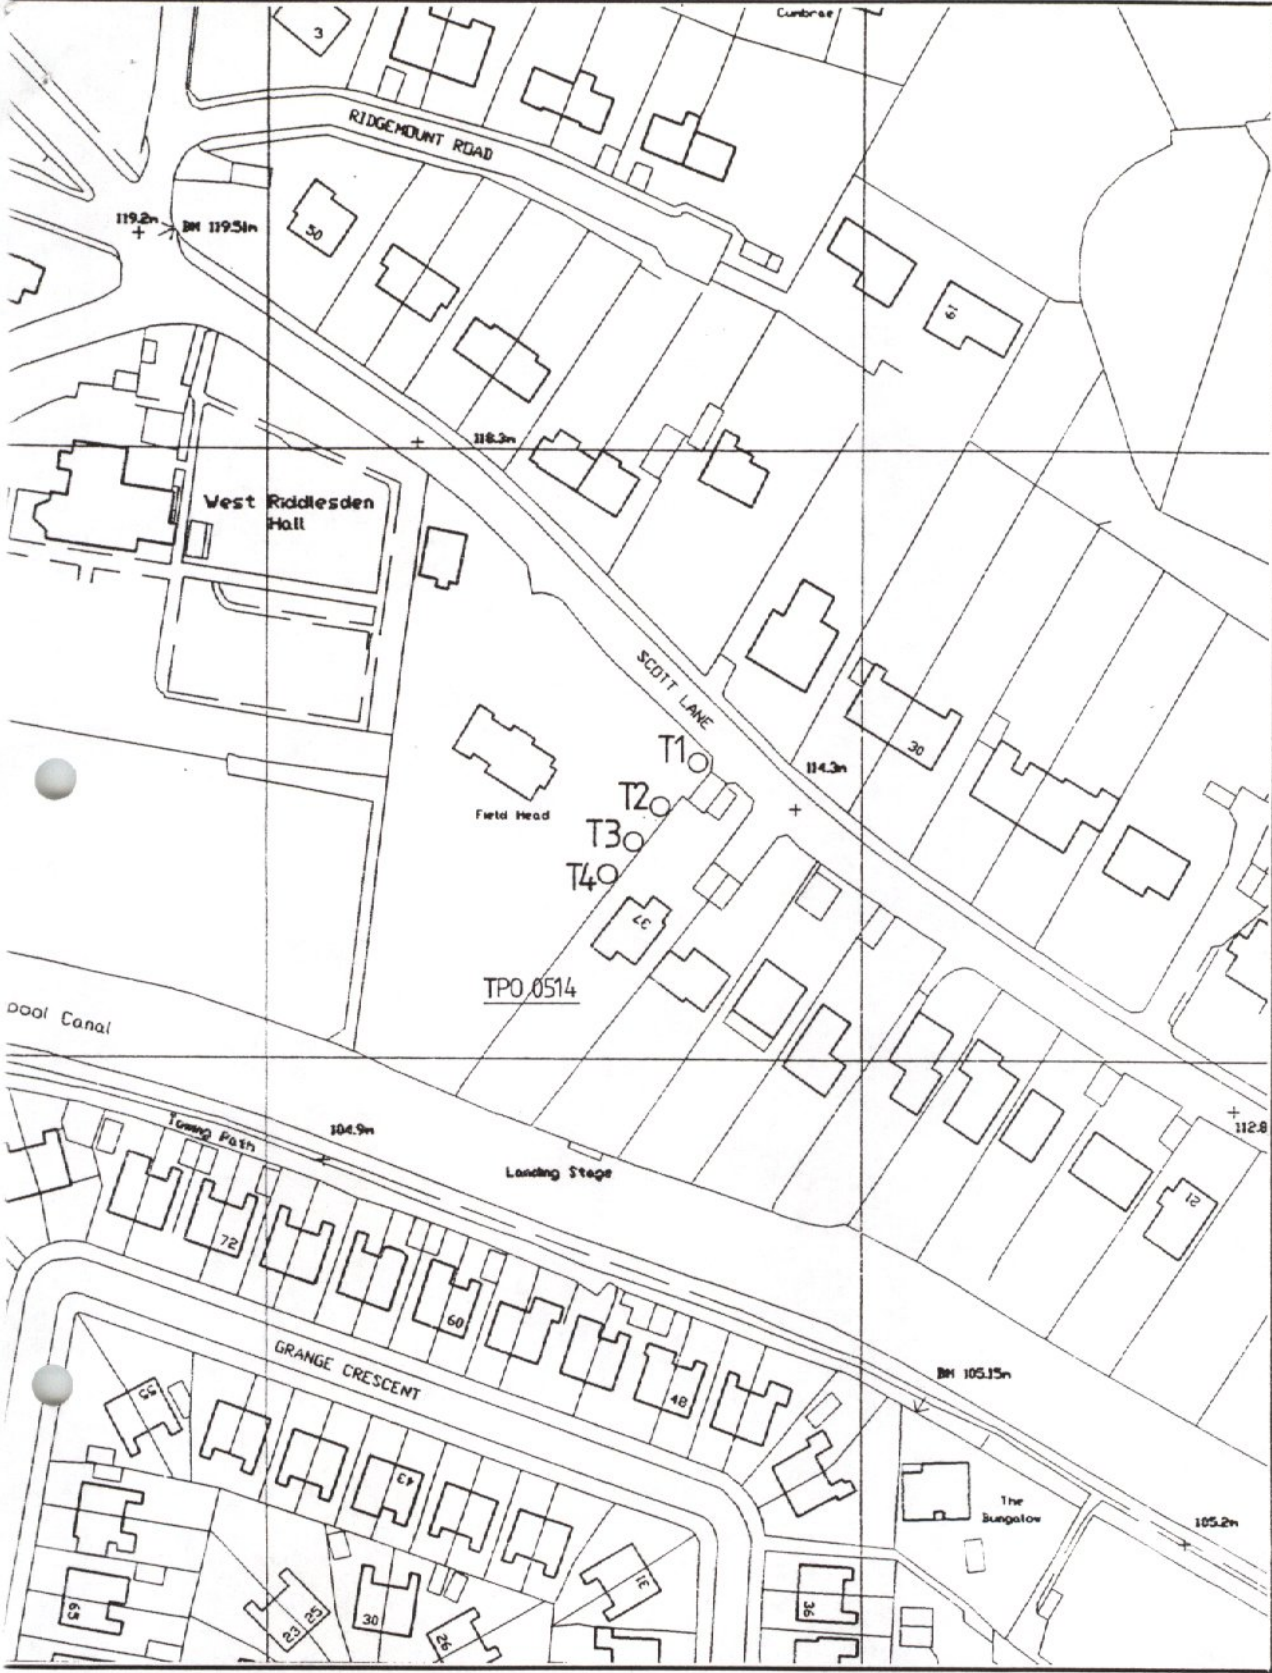 Cumbrae
3
RIDGEMOUNT ROAD
119.2m
BM 119.51m
50
19
118.3m
West Riddlesden
Hall
SCOTT LANE
30
T1
114.3m
T2
Field Head
T3
T4
37
TPO 0514
pool Canal
Towing Path
104.9m
Landing Stage
112.8
21
72
60
GRANGE CRESCENT
48
BM 105.15m
55
43
The
Bungalow
105.2m
31
65
23
25
30
26
36